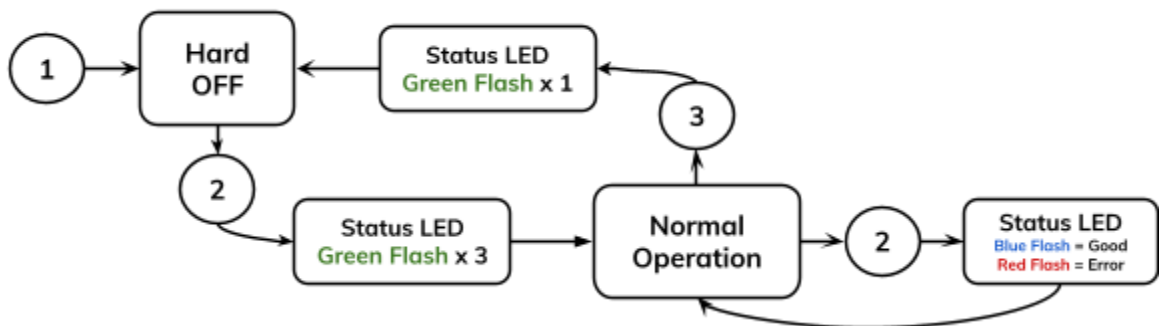 1
Hard
OFF
Status LED
Green Flash x 1
3
2
Status LED
Green Flash x 3
Normal
Operation
2
Status LED
Blue Flash = Good
Red Flash = Error